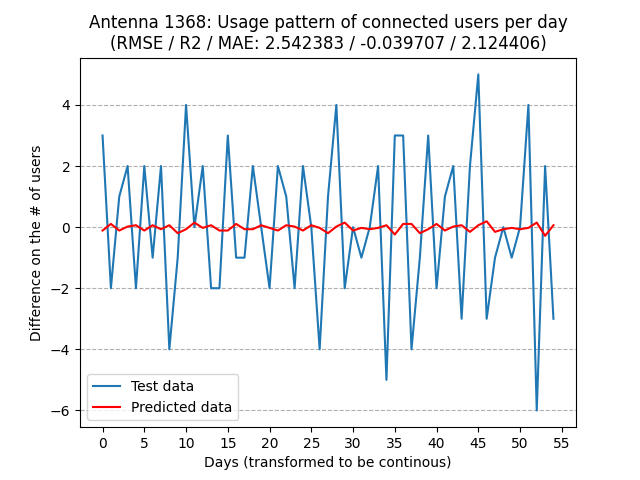 Antenna 1368: Usage pattern of connected users per day
(RMSE / R2 / MAE: 2.542383 / -0.039707 / 2.124406)
Difference on the # of users
4
2
0
−2
−4
−6
Test data
Predicted data
0 5 10 15 20 25 30 35 40 45 50 55
Days (transformed to be continous)